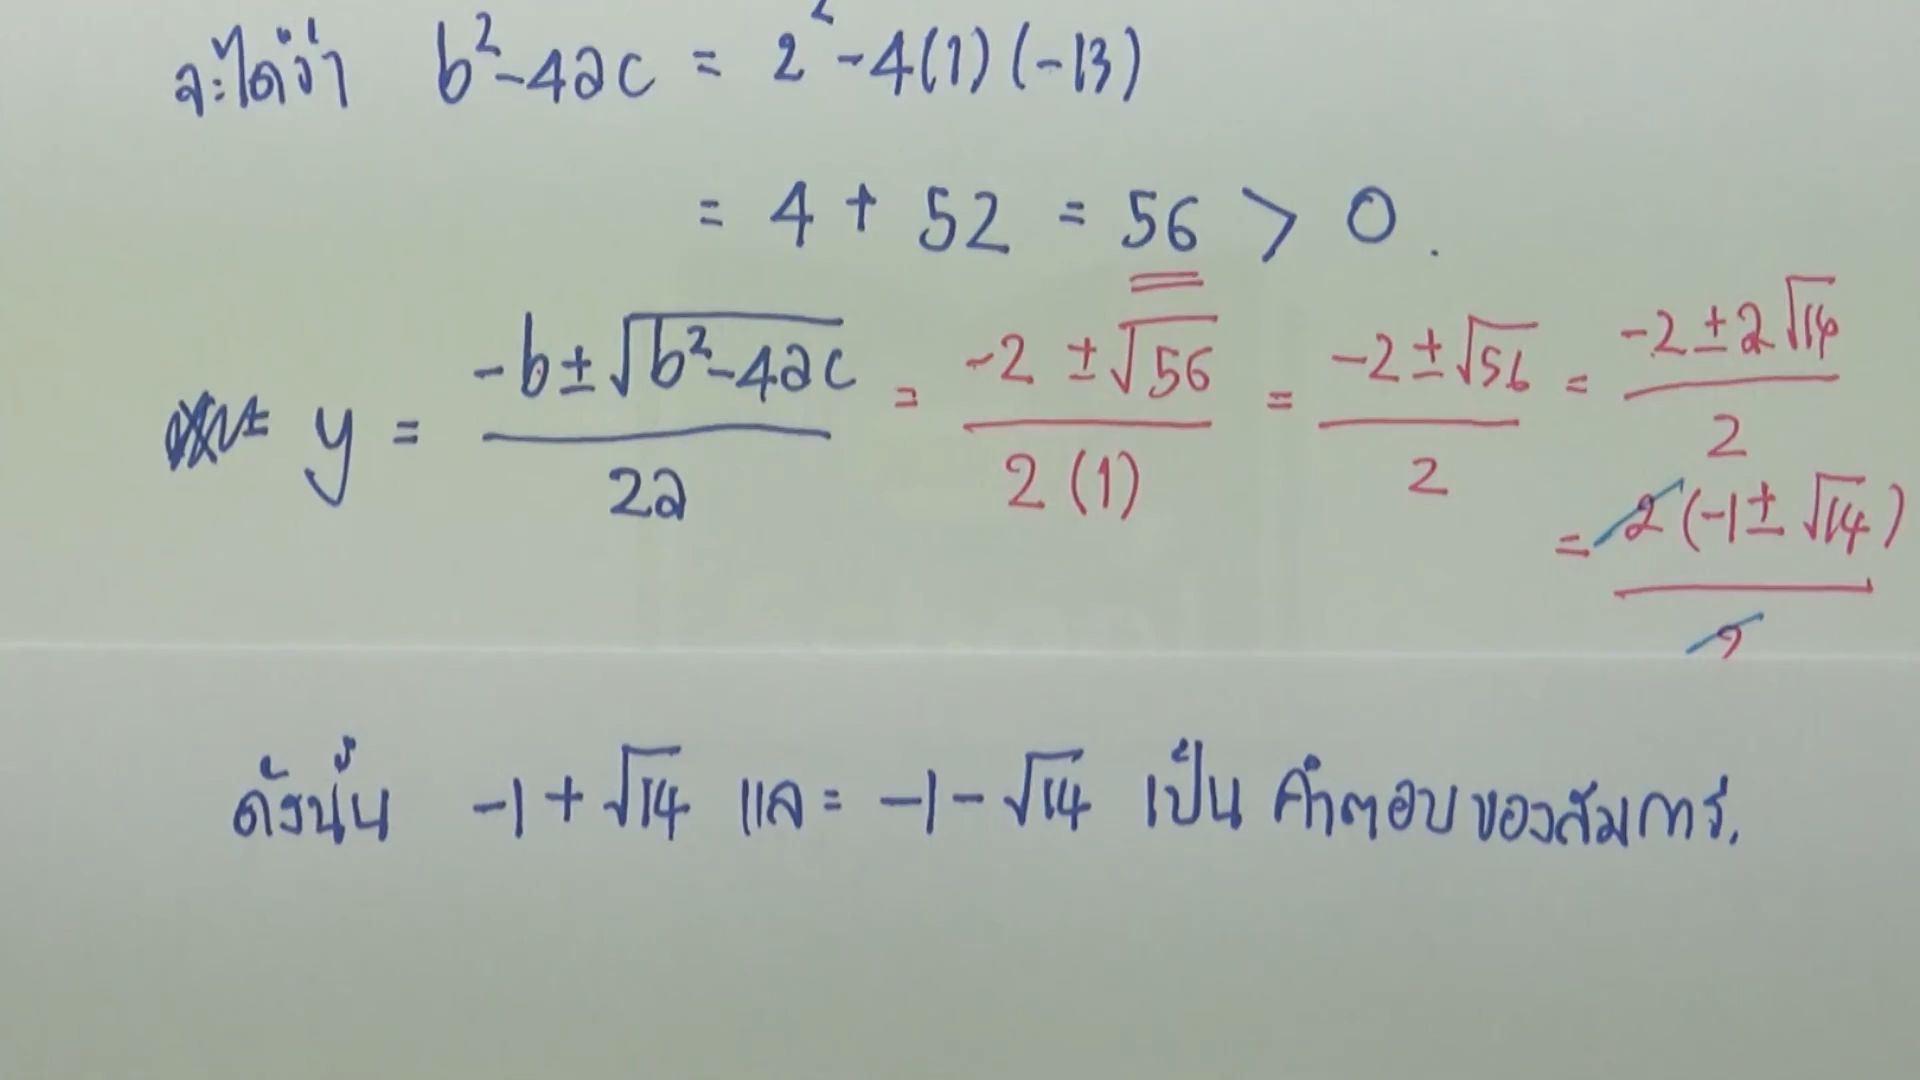 จะได้ว่า b² - 4ac = 2² - 4(1)(-13)
= 4 + 52 = 56 > 0.
y = (-b ± √(b² - 4ac)) / 2a = (-2 ± √56) / 2(1) = (-2 ± √56) / 2 = (-2 ± 2√14) / 2
= 2(-1 ± √14) / 2
ดังนั้น -1 + √14 และ -1 - √14 เป็น คำตอบของสมการ.